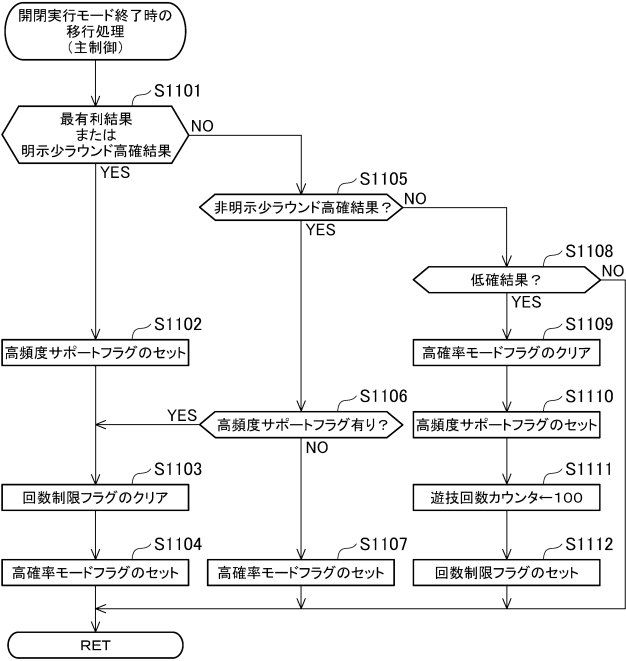 開閉実行モード終了時の
移行処理
（主制御）
S1101
最有利結果
または
明示少ラウンド高確結果
NO
YES
S1105
非明示少ラウンド高確結果？
NO
YES
S1108
低確結果？
NO
YES
S1102
高頻度サポートフラグのセット
S1109
高確率モードフラグのクリア
S1106
高頻度サポートフラグ有り？
YES
NO
S1110
高頻度サポートフラグのセット
S1103
回数制限フラグのクリア
S1111
遊技回数カウンタ←100
S1104
高確率モードフラグのセット
S1107
高確率モードフラグのセット
S1112
回数制限フラグのセット
RET